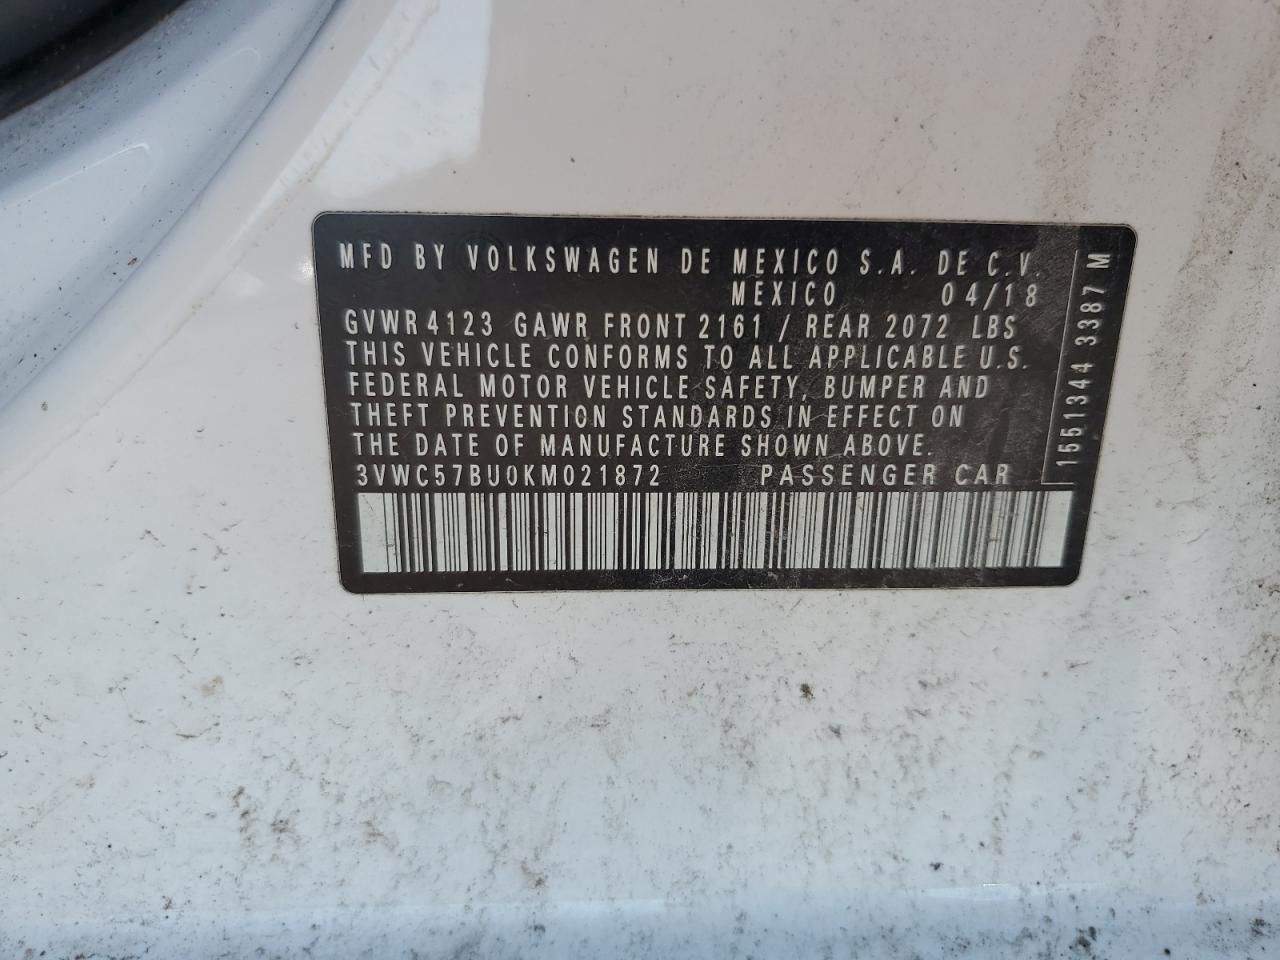 MFD BY VOLKSWAGEN DE MEXICO S.A. DE C.V.
MEXICO 04/18
GVWR 4123 GAWR FRONT 2161 / REAR 2072 LBS
THIS VEHICLE CONFORMS TO ALL APPLICABLE U.S.
FEDERAL MOTOR VEHICLE SAFETY, BUMPER AND
THEFT PREVENTION STANDARDS IN EFFECT ON
THE DATE OF MANUFACTURE SHOWN ABOVE.
3VWC57BU0KM021872 PASSENGER CAR
1551344 3387 M